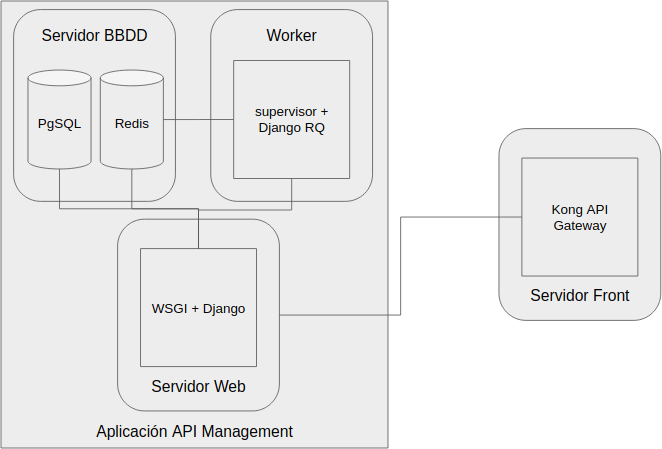 Servidor BBDD
Worker
PgSQL
Redis
supervisor +
Django RQ
Kong API
Gateway
Servidor Front
WSGI + Django
Servidor Web
Aplicación API Management